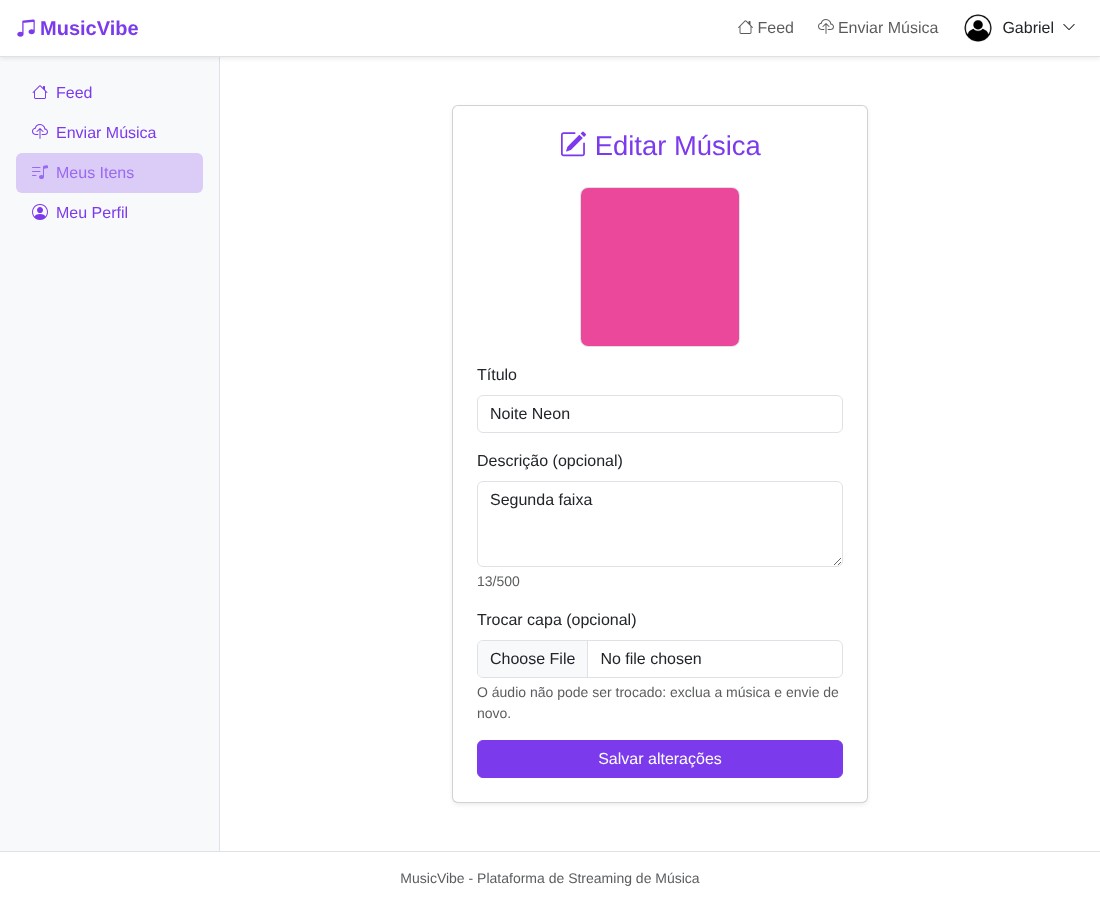 MusicVibe
Feed
Enviar Música
Gabriel
Feed
Enviar Música
Meus Itens
Meu Perfil
Editar Música
Título
Noite Neon
Descrição (opcional)
Segunda faixa
13/500
Trocar capa (opcional)
Choose File No file chosen
O áudio não pode ser trocado: exclua a música e envie de
novo.
Salvar alterações
MusicVibe - Plataforma de Streaming de Música